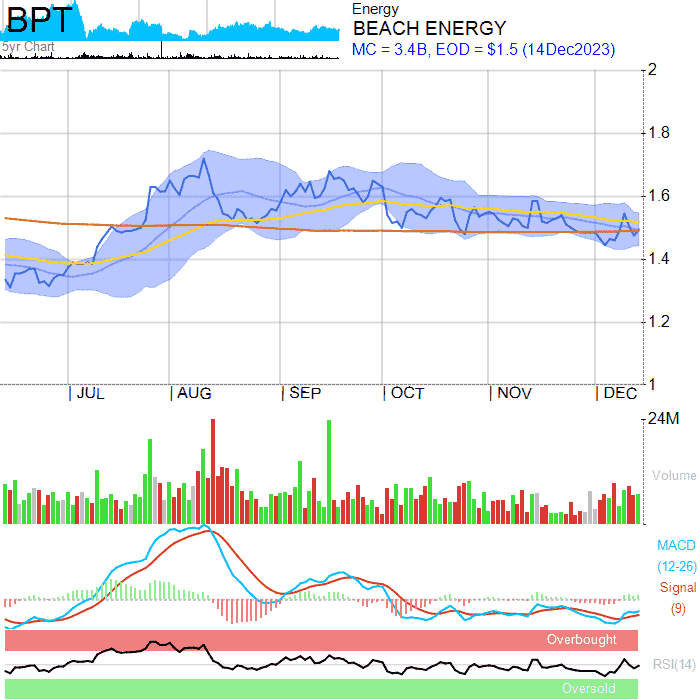 BPT
5yr Chart
Energy
BEACH ENERGY
MC = 3.4B, EOD = $1.5 (14Dec2023)
2
1.8
1.6
1.4
1.2
1
| JUL | AUG | SEP | OCT | NOV | DEC
24M
Volume
MACD
(12-26)
Signal
(9)
Overbought
RSI(14)
Oversold